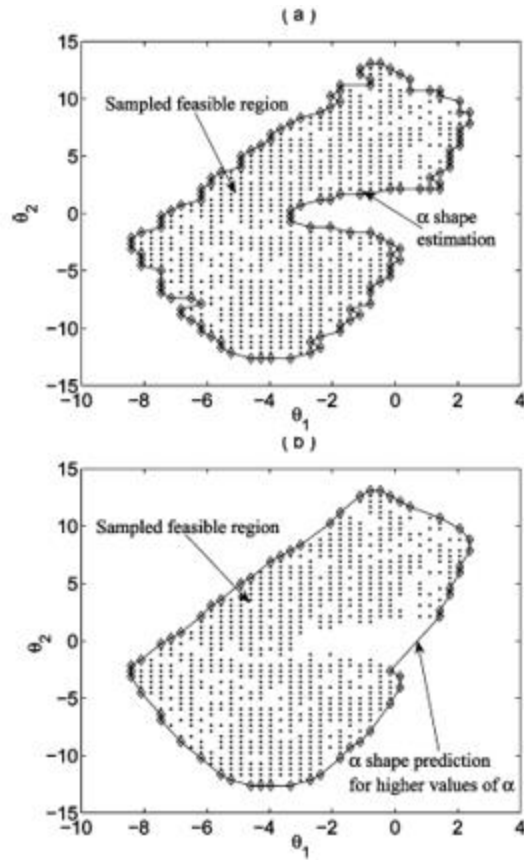 (a)
15
10
Sampled feasible region
5
0
θ2
α shape
estimation
−5
−10
−15
−10 −8 −6 −4 −2 0 2 4
θ1
(b)
15
10
Sampled feasible region
5
θ2
0
−5
α shape prediction
for higher values of α
−10
−15
−10 −8 −6 −4 −2 0 2 4
θ1